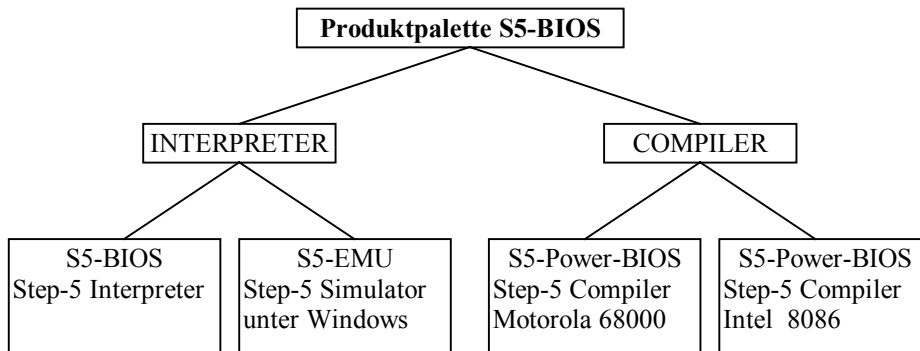 Produktpalette S5-BIOS
INTERPRETER
COMPILER
S5-BIOS
Step-5 Interpreter
S5-EMU
Step-5 Simulator
unter Windows
S5-Power-BIOS
Step-5 Compiler
Motorola 68000
S5-Power-BIOS
Step-5 Compiler
Intel 8086